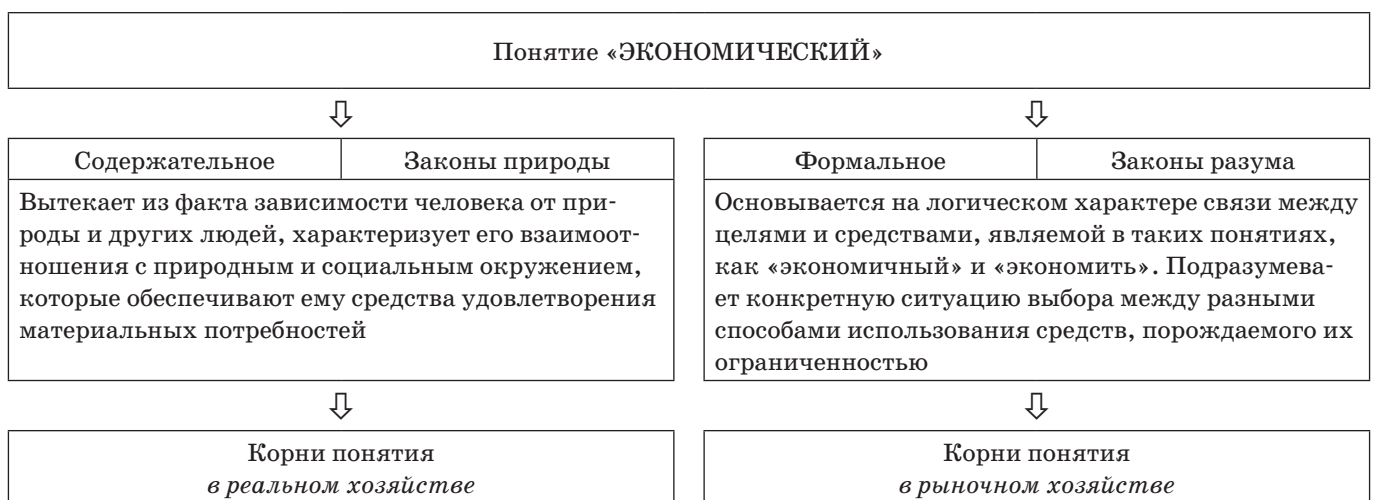 Понятие «ЭКОНОМИЧЕСКИЙ»
Содержательное
Законы природы
Вытекает из факта зависимости человека от при-
роды и других людей, характеризует его взаимоот-
ношения с природным и социальным окружением,
которые обеспечивают ему средства удовлетворения
материальных потребностей
Формальное
Законы разума
Основывается на логическом характере связи между
целями и средствами, являемой в таких понятиях,
как «экономичный» и «экономить». Подразумева-
ет конкретную ситуацию выбора между разными
способами использования средств, порождаемого их
ограниченностью
Корни понятия
в реальном хозяйстве
Корни понятия
в рыночном хозяйстве